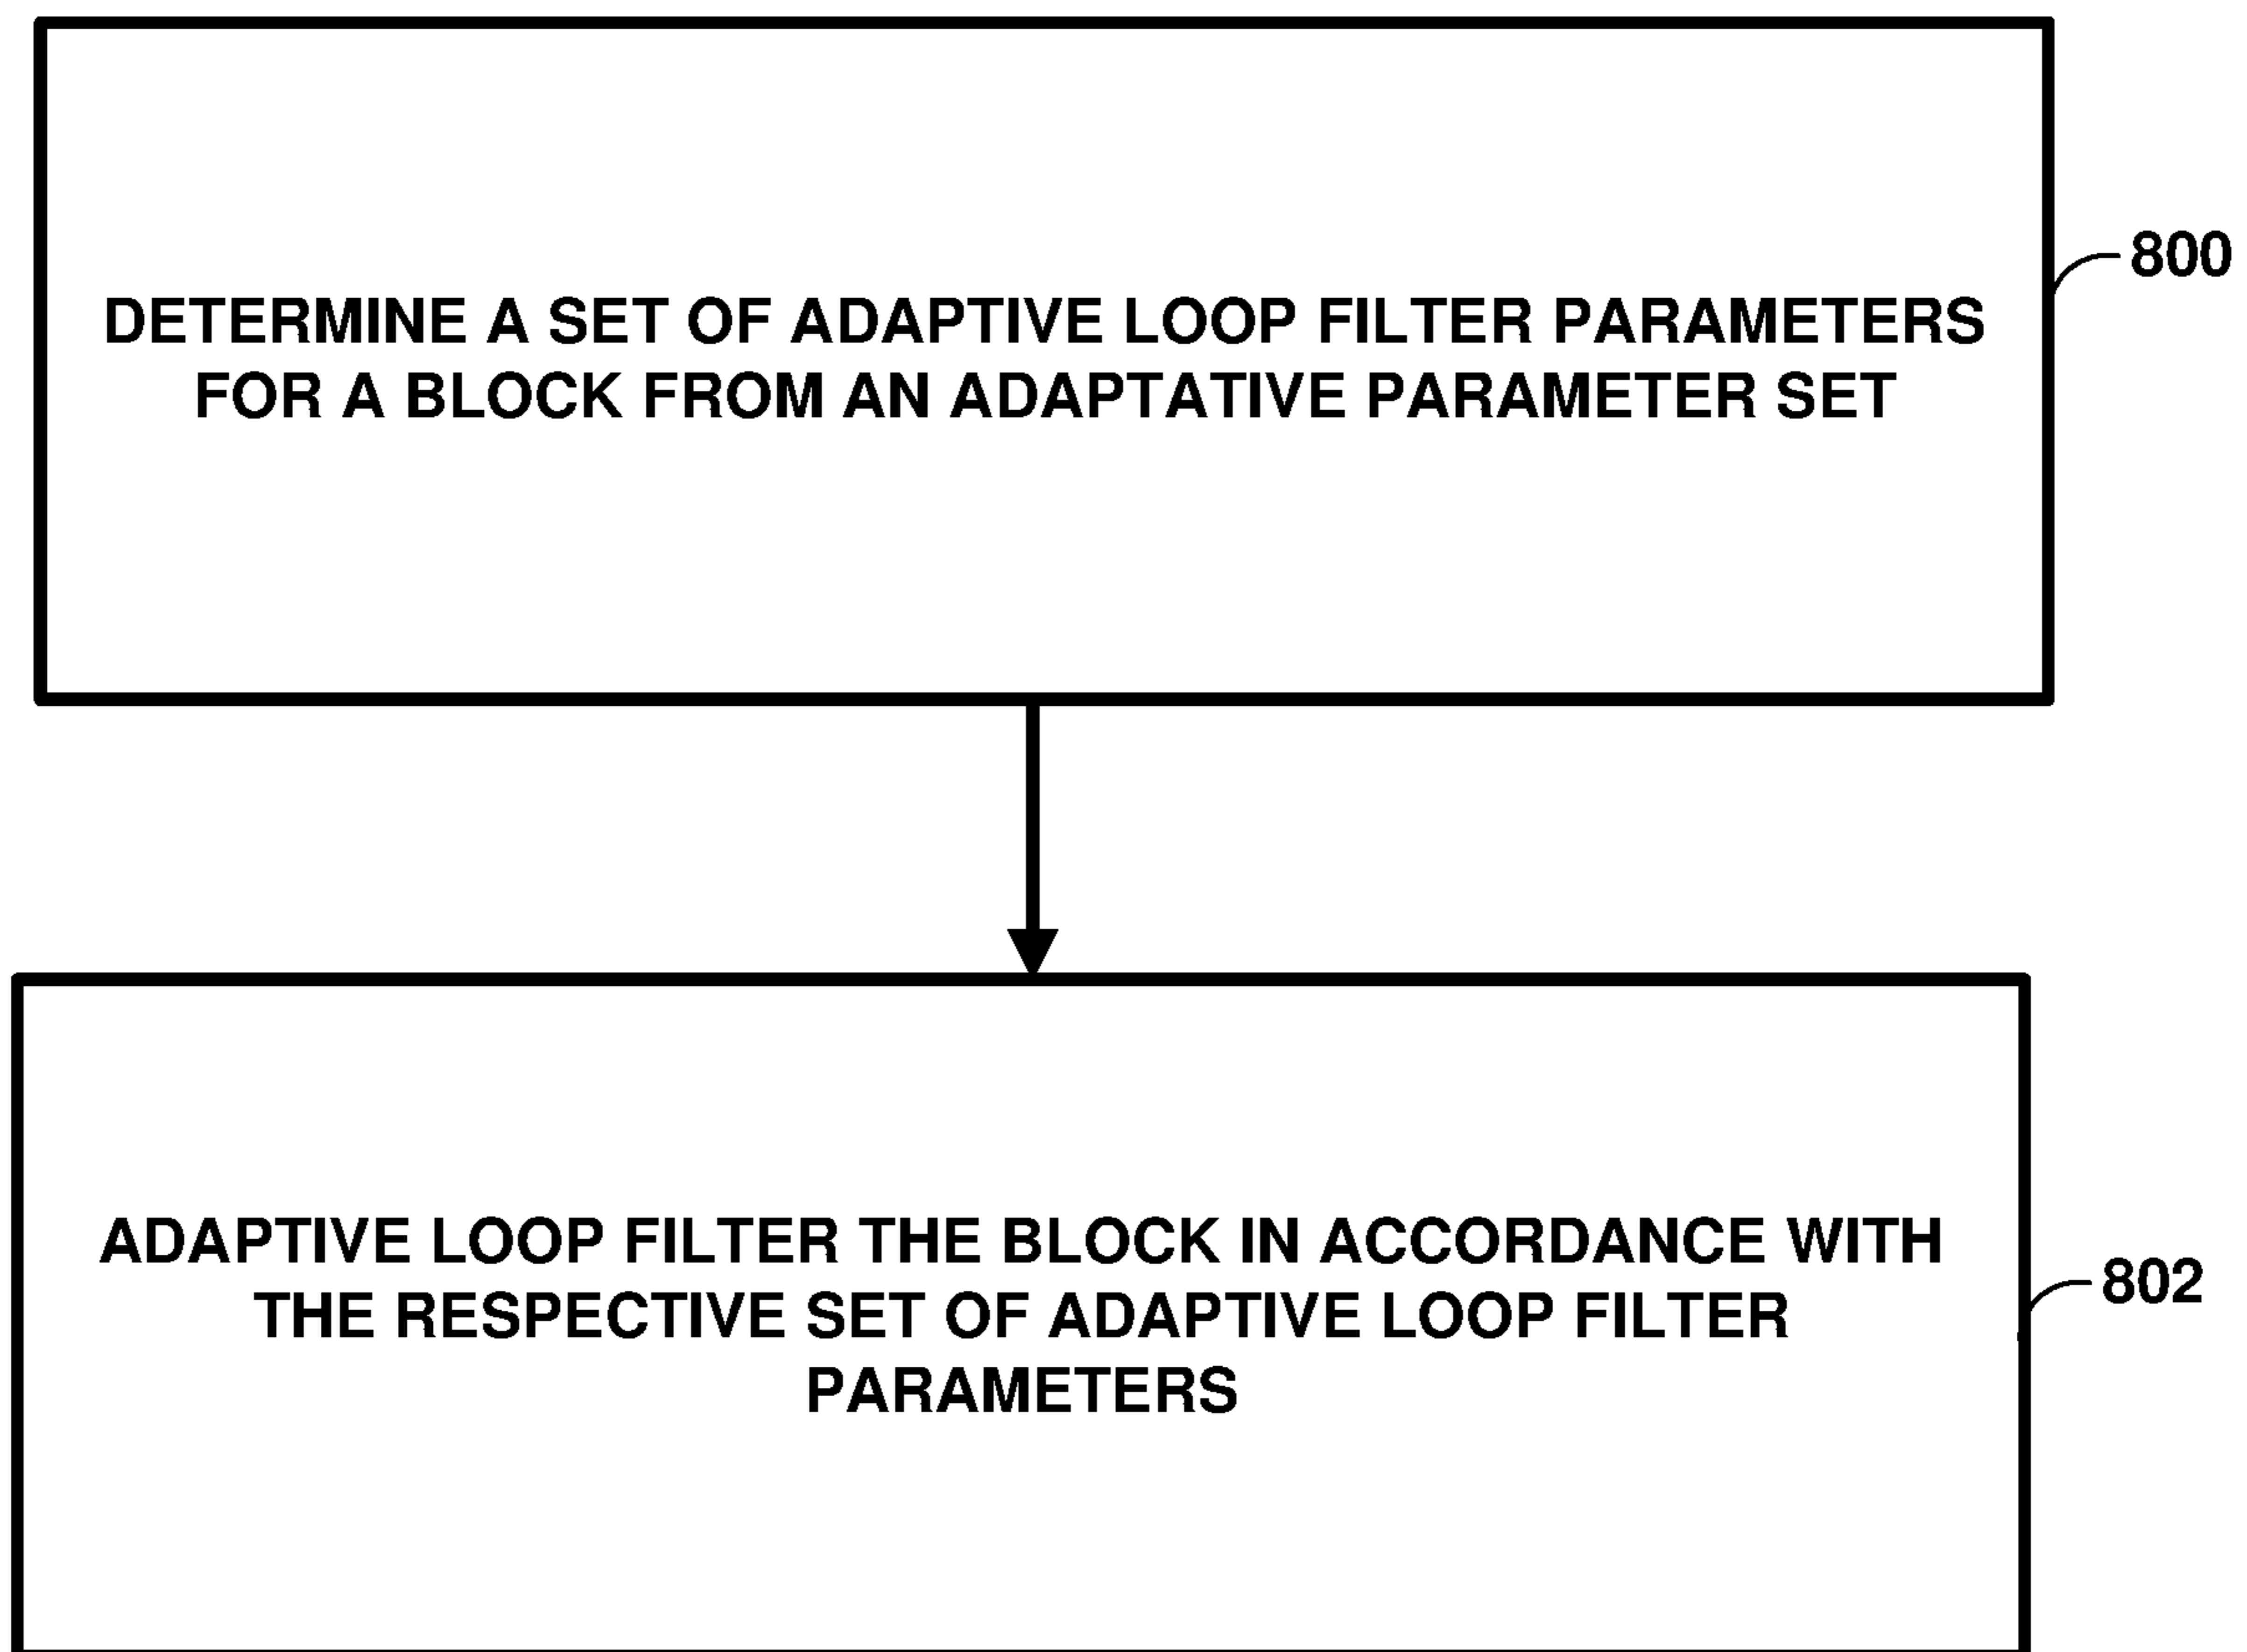 DETERMINE A SET OF ADAPTIVE LOOP FILTER PARAMETERS
FOR A BLOCK FROM AN ADAPTATIVE PARAMETER SET
800
ADAPTIVE LOOP FILTER THE BLOCK IN ACCORDANCE WITH
THE RESPECTIVE SET OF ADAPTIVE LOOP FILTER
PARAMETERS
802